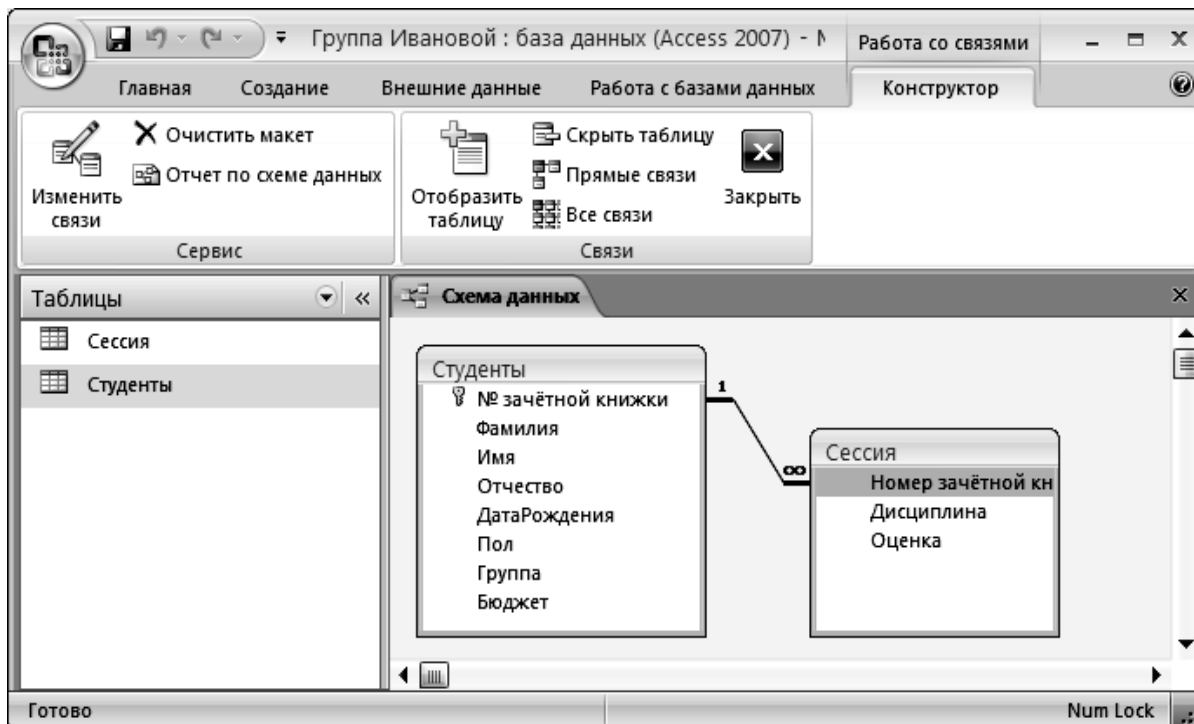 Группа Ивановой : база данных (Access 2007) -
Работа со связями
Главная Создание Внешние данные Работа с базами данных Конструктор
Изменить связи
Очистить макет
Отчет по схеме данных
Сервис
Отобразить таблицу
Скрыть таблицу
Прямые связи
Все связи
Закрыть
Связи
Таблицы
Сессия
Студенты
Схема данных
Студенты
№ зачётной книжки
Фамилия
Имя
Отчество
ДатаРождения
Пол
Группа
Бюджет
1
∞
Сессия
Номер зачётной кн
Дисциплина
Оценка
Готово
Num Lock